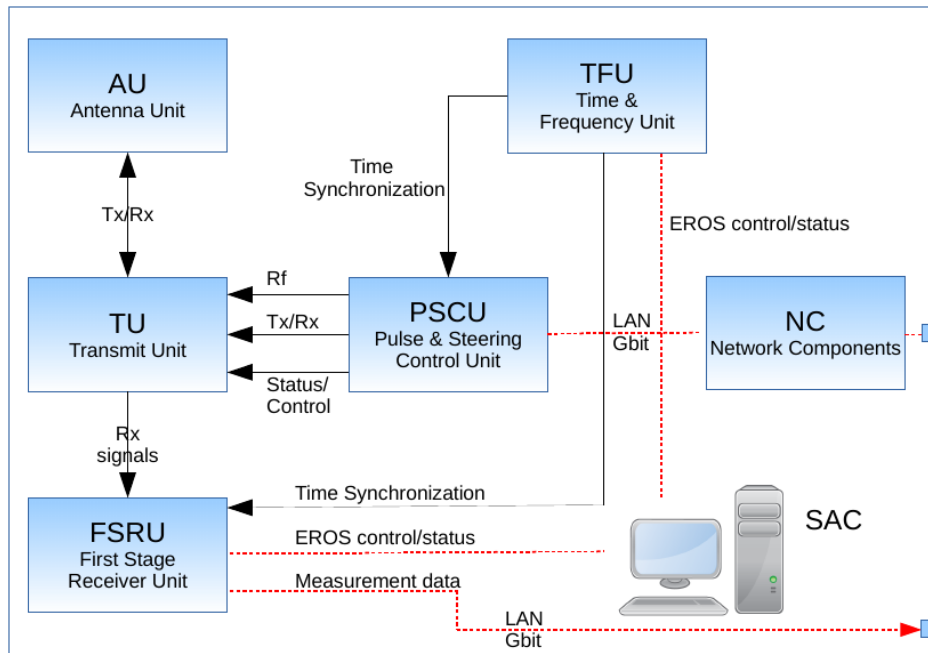 AU
Antenna Unit
TFU
Time &
Frequency Unit
Time
Synchronization
Tx/Rx
EROS control/status
Rf
TU
Transmit Unit
Tx/Rx
PSCU
Pulse & Steering
Control Unit
LAN
Gbit
NC
Network Components
Status/
Control
Rx
signals
Time Synchronization
SAC
FSRU
First Stage
Receiver Unit
EROS control/status
Measurement data
LAN
Gbit